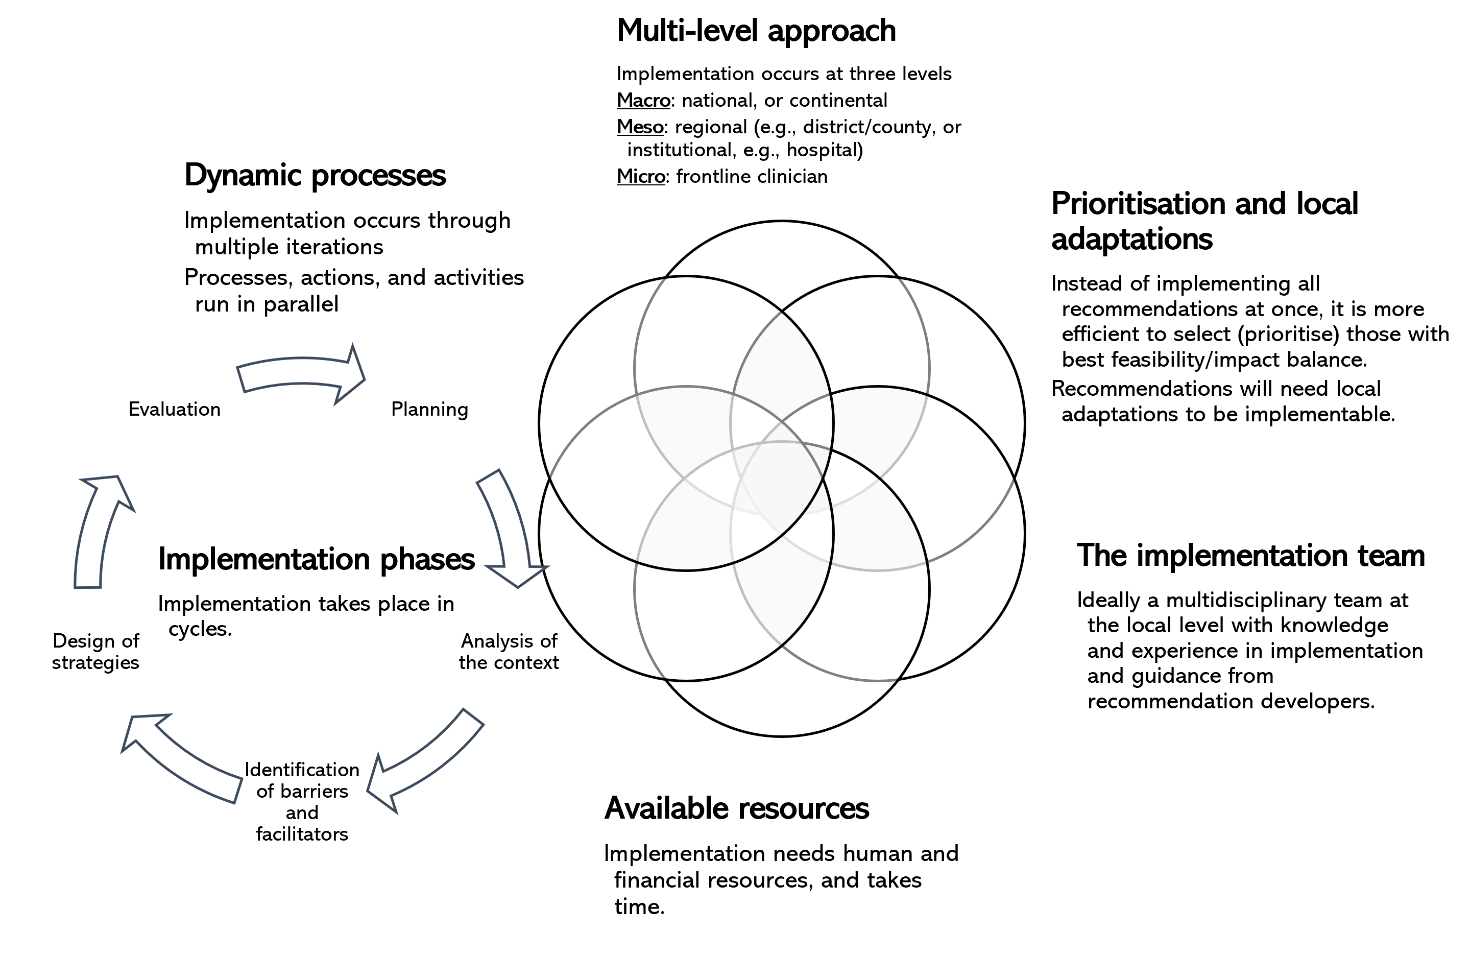 Multi-level approach
Implementation occurs at three levels
Macro: national, or continental
Meso: regional (e.g., district/county, or
institutional, e.g., hospital)
Micro: frontline clinician
Dynamic processes
Implementation occurs through
multiple iterations
Processes, actions, and activities
run in parallel
Prioritisation and local
adaptations
Instead of implementing all
recommendations at once, it is more
efficient to select (prioritise) those with
best feasibility/impact balance.
Recommendations will need local
adaptations to be implementable.
Evaluation
Planning
Implementation phases
Implementation takes place in
cycles.
Design of
strategies
Analysis of
the context
Identification
of barriers
and
facilitators
The implementation team
Ideally a multidisciplinary team at
the local level with knowledge
and experience in implementation
and guidance from
recommendation developers.
Available resources
Implementation needs human and
financial resources, and takes
time.